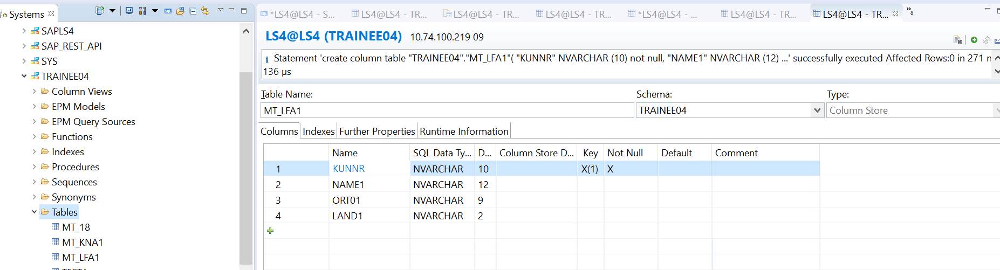 Systems
SAPLS4
SAP_REST_API
SYS
TRAINEE04
Column Views
EPM Models
EPM Query Sources
Functions
Indexes
Procedures
Sequences
Synonyms
Tables
MT_18
MT_KNA1
MT_LFA1
*LS4@LS4 - S...
LS4@LS4 - TR...
LS4@LS4 - TR...
LS4@LS4 - TR...
*LS4@LS4 - ...
LS4@LS4 - TR...
LS4@LS4 - TR...
»8
LS4@LS4 (TRAINEE04) 10.74.100.219 09
Statement 'create column table "TRAINEE04"."MT_LFA1"( "KUNNR" NVARCHAR (10) not null, "NAME1" NVARCHAR (12) ...' successfully executed Affected Rows:0 in 271
136 µs
Table Name: Schema: Type:
MT_LFA1 TRAINEE04 Column Store
Columns Indexes Further Properties Runtime Information
Name SQL Data Ty... D... Column Store D... Key Not Null Default Comment
1 KUNNR NVARCHAR 10 X(1) X
2 NAME1 NVARCHAR 12
3 ORT01 NVARCHAR 9
4 LAND1 NVARCHAR 2